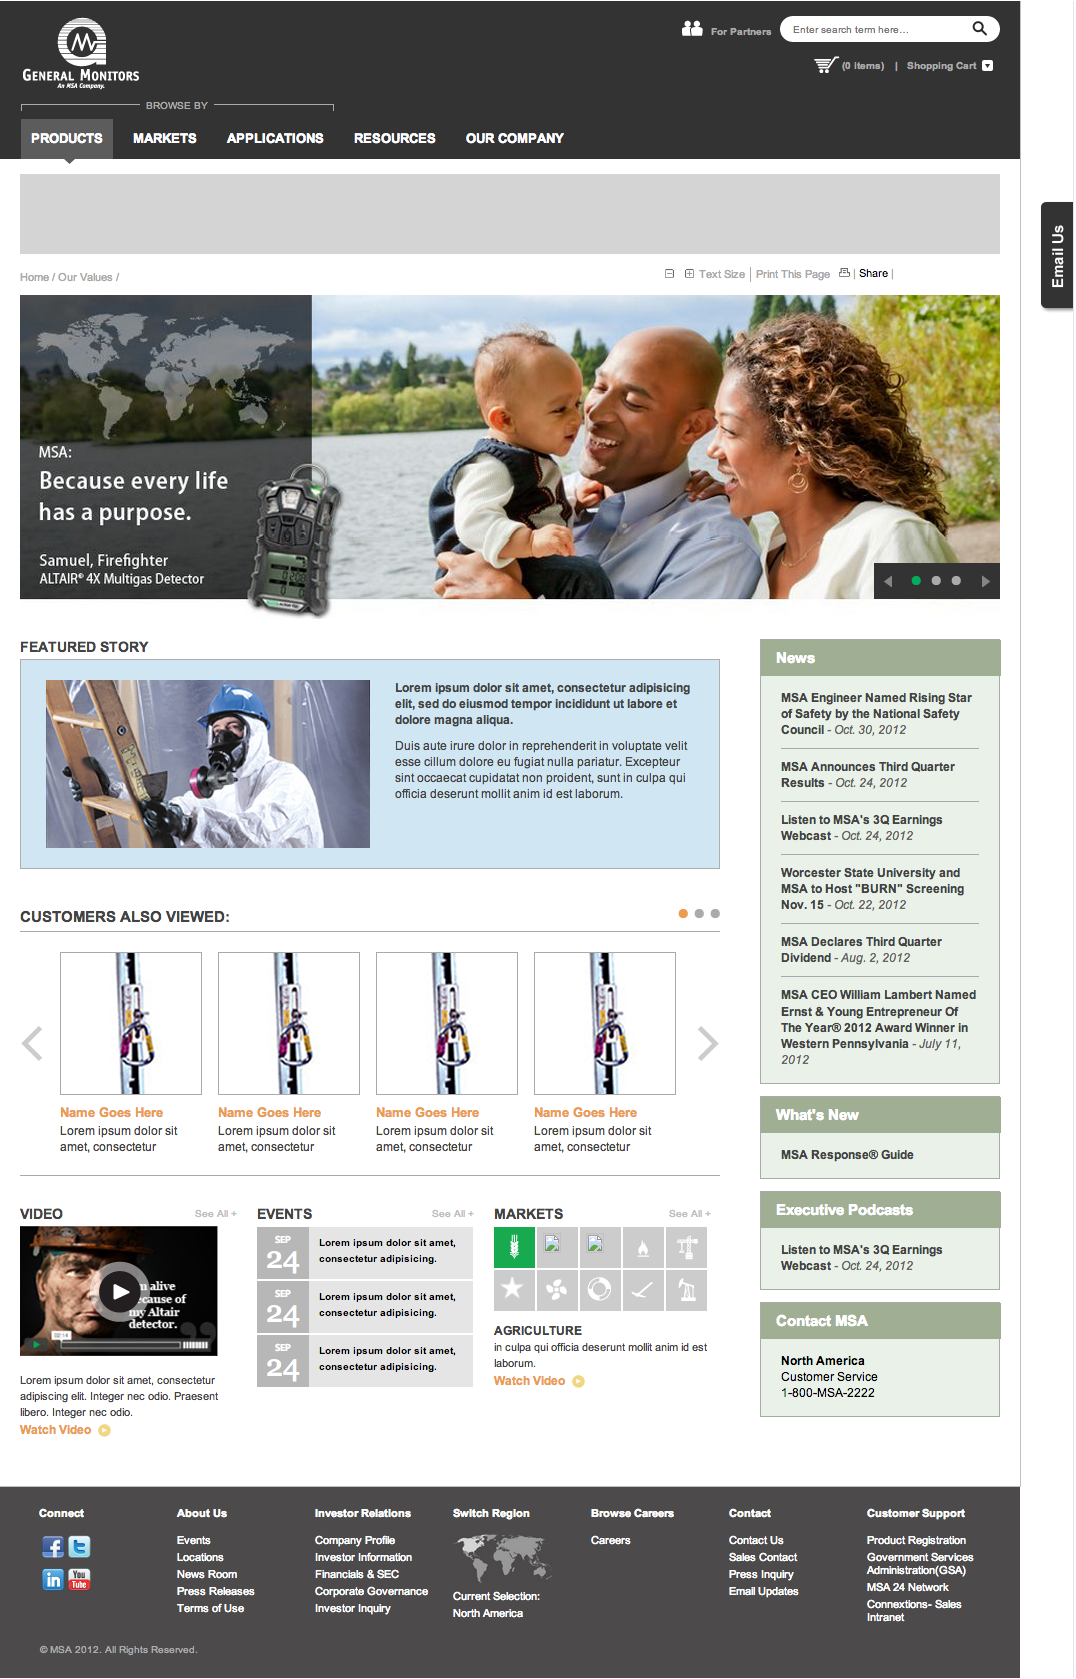 GENERAL MONITORS
An MSA Company.
For Partners
Enter search term here...
(0 items) | Shopping Cart
BROWSE BY
PRODUCTS
MARKETS
APPLICATIONS
RESOURCES
OUR COMPANY
Email Us
Home / Our Values /
Text Size | Print This Page | Share |
MSA:
Because every life
has a purpose.
Samuel, Firefighter
ALTAIR® 4X Multigas Detector
FEATURED STORY
Lorem ipsum dolor sit amet, consectetur adipisicing
elit, sed do eiusmod tempor incididunt ut labore et
dolore magna aliqua.
Duis aute irure dolor in reprehenderit in voluptate velit
esse cillum dolore eu fugiat nulla pariatur. Excepteur
sint occaecat cupidatat non proident, sunt in culpa qui
officia deserunt mollit anim id est laborum.
CUSTOMERS ALSO VIEWED:
Name Goes Here
Lorem ipsum dolor sit
amet, consectetur
Name Goes Here
Lorem ipsum dolor sit
amet, consectetur
Name Goes Here
Lorem ipsum dolor sit
amet, consectetur
Name Goes Here
Lorem ipsum dolor sit
amet, consectetur
VIDEO
See All +
alive
cause of
my Altair
detector.
02:14
Lorem ipsum dolor sit amet, consectetur
adipiscing elit. Integer nec odio. Praesent
libero. Integer nec odio.
Watch Video
EVENTS
See All +
SEP
24
Lorem ipsum dolor sit amet,
consectetur adipisicing.
SEP
24
Lorem ipsum dolor sit amet,
consectetur adipisicing.
SEP
24
Lorem ipsum dolor sit amet,
consectetur adipisicing.
MARKETS
See All +
AGRICULTURE
in culpa qui officia deserunt mollit anim id est
laborum.
Watch Video
News
MSA Engineer Named Rising Star
of Safety by the National Safety
Council - Oct. 30, 2012
MSA Announces Third Quarter
Results - Oct. 24, 2012
Listen to MSA's 3Q Earnings
Webcast - Oct. 24, 2012
Worcester State University and
MSA to Host "BURN" Screening
Nov. 15 - Oct. 22, 2012
MSA Declares Third Quarter
Dividend - Aug. 2, 2012
MSA CEO William Lambert Named
Ernst & Young Entrepreneur Of
The Year® 2012 Award Winner in
Western Pennsylvania - July 11,
2012
What's New
MSA Response® Guide
Executive Podcasts
Listen to MSA's 3Q Earnings
Webcast - Oct. 24, 2012
Contact MSA
North America
Customer Service
1-800-MSA-2222
Connect
You
Tube
About Us
Events
Locations
News Room
Press Releases
Terms of Use
Investor Relations
Company Profile
Investor Information
Financials & SEC
Corporate Governance
Investor Inquiry
Switch Region
Current Selection:
North America
Browse Careers
Careers
Contact
Contact Us
Sales Contact
Press Inquiry
Email Updates
Customer Support
Product Registration
Government Services
Administration(GSA)
MSA 24 Network
Connextions- Sales
Intranet
© MSA 2012. All Rights Reserved.